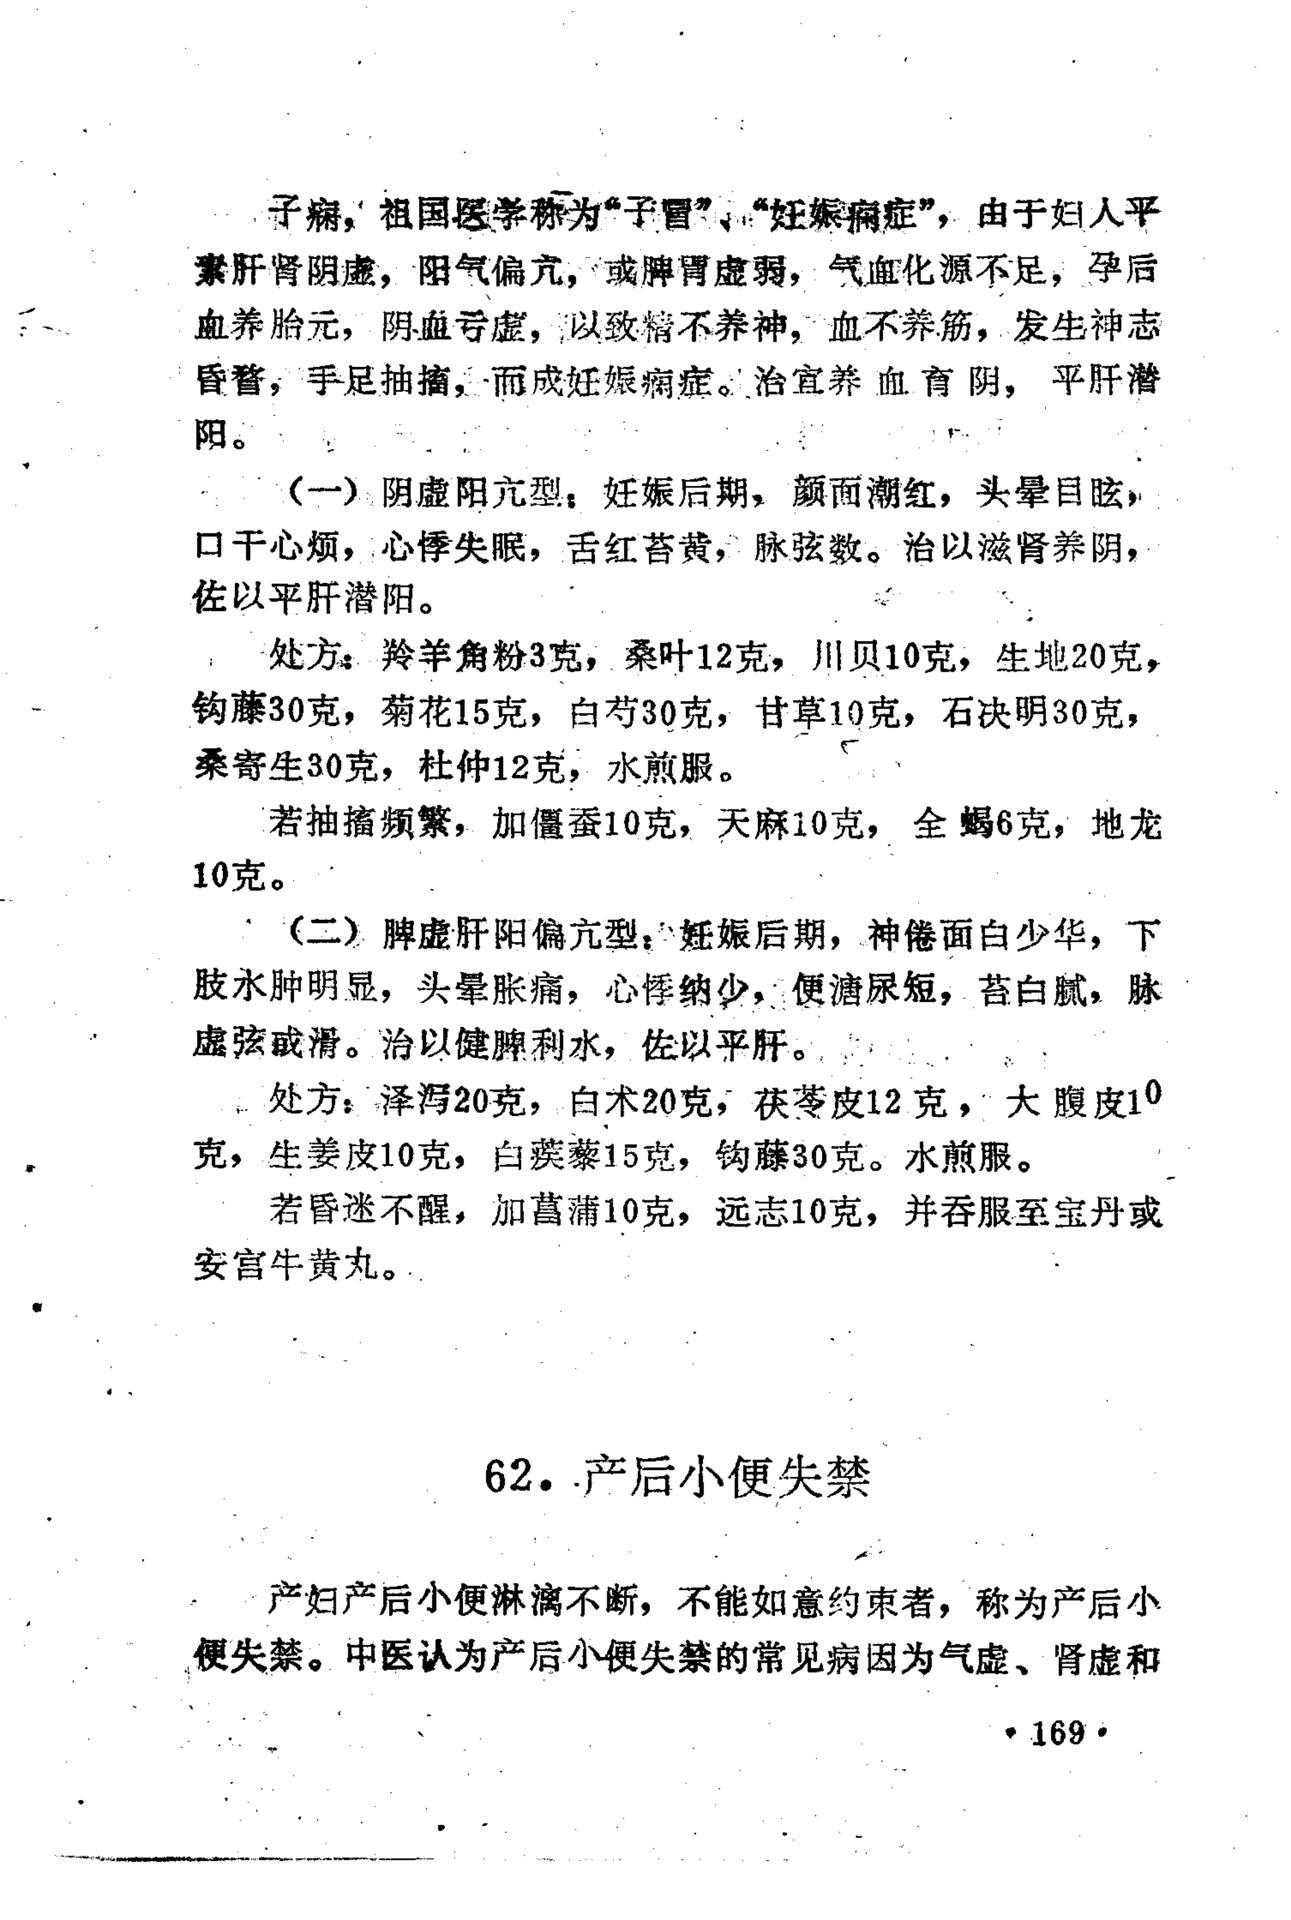 子痫，祖国医学称为“子冒”、“妊娠痫症”，由于妇人平
素肝肾阴虚，阳气偏亢，或脾胃虚弱，气血化源不足，孕后
血养胎元，阴血亏虚，以致精不养神，血不养筋，发生神志
昏瞀，手足抽搐，而成妊娠痫症。治宜养血育阴，平肝潜
阳。
（一）阴虚阳亢型：妊娠后期，颜面潮红，头晕目眩，
口干心烦，心悸失眠，舌红苔黄，脉弦数。治以滋肾养阴，
佐以平肝潜阳。
处方：羚羊角粉3克，桑叶12克，川贝10克，生地20克，
钩藤30克，菊花15克，白芍30克，甘草10克，石决明30克，
桑寄生30克，杜仲12克，水煎服。
若抽搐频繁，加僵蚕10克，天麻10克，全蝎6克，地龙
10克。
（二）脾虚肝阳偏亢型：妊娠后期，神倦面白少华，下
肢水肿明显，头晕胀痛，心悸纳少，便溏尿短，苔白腻，脉
虚弦或滑。治以健脾利水，佐以平肝。
处方：泽泻20克，白术20克，茯苓皮12克，大腹皮10
克，生姜皮10克，白蒺藜15克，钩藤30克。水煎服。
若昏迷不醒，加菖蒲10克，远志10克，并吞服至宝丹或
安宫牛黄丸。
62．产后小便失禁
产妇产后小便淋漓不断，不能如意约束者，称为产后小
便失禁。中医认为产后小便失禁的常见病因为气虚、肾虚和
·169·